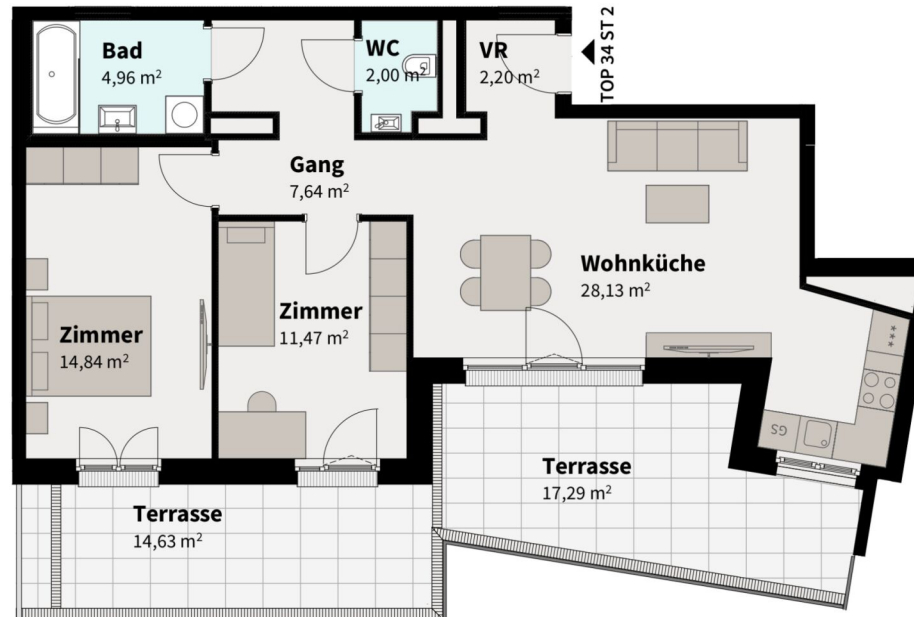 Bad
4,96 m²
WC
2,00 m²
VR
2,20 m²
TOP 34 ST 2
Gang
7,64 m²
Wohnküche
28,13 m²
Zimmer
14,84 m²
Zimmer
11,47 m²
***
GS
Terrasse
17,29 m²
Terrasse
14,63 m²